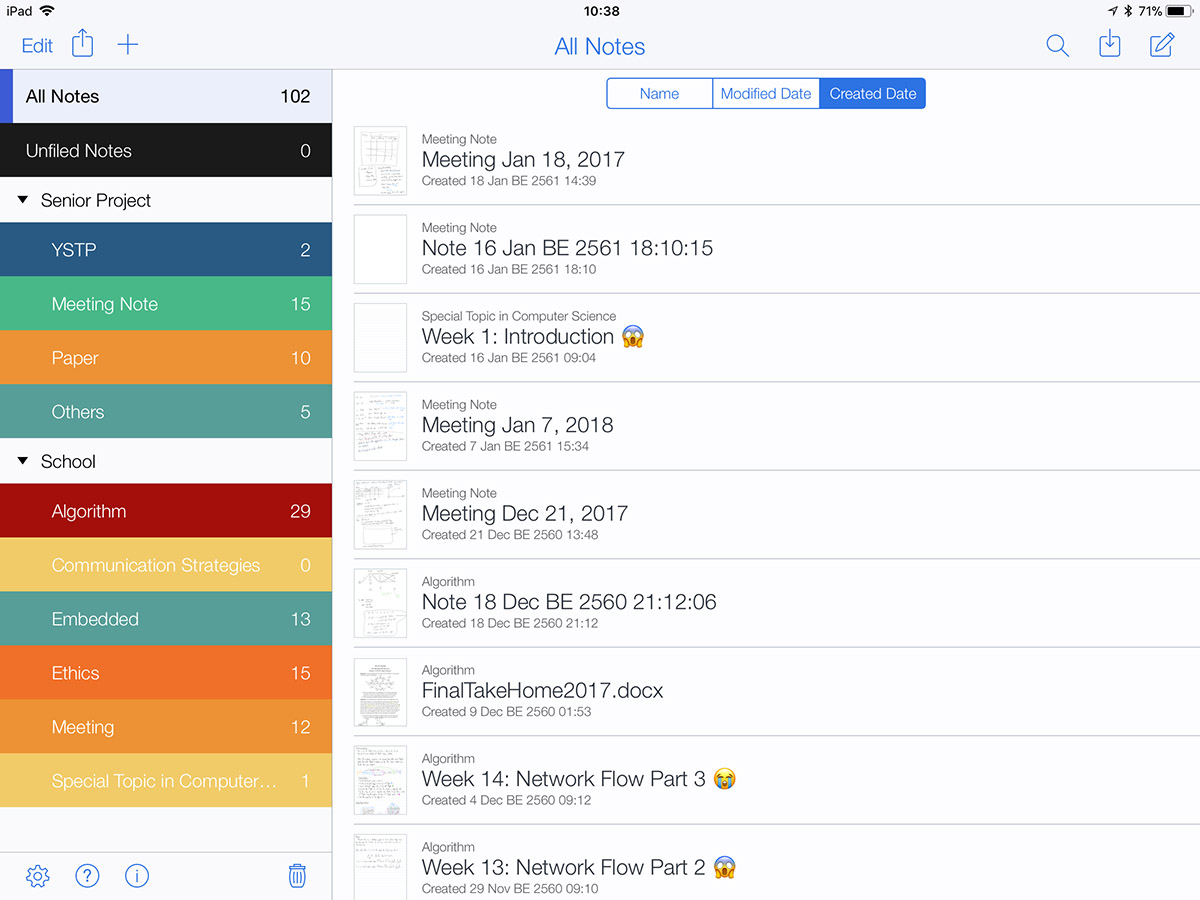 iPad 10:38 71%
Edit All Notes
All Notes 102
Unfiled Notes 0
Senior Project
YSTP 2
Meeting Note 15
Paper 10
Others 5
School
Algorithm 29
Communication Strategies 0
Embedded 13
Ethics 15
Meeting 12
Special Topic in Computer... 1
Name Modified Date Created Date
Meeting Note
Meeting Jan 18, 2017
Created 18 Jan BE 2561 14:39
Meeting Note
Note 16 Jan BE 2561 18:10:15
Created 16 Jan BE 2561 18:10
Special Topic in Computer Science
Week 1: Introduction 😱
Created 16 Jan BE 2561 09:04
Meeting Note
Meeting Jan 7, 2018
Created 7 Jan BE 2561 15:34
Meeting Note
Meeting Dec 21, 2017
Created 21 Dec BE 2560 13:48
Algorithm
Note 18 Dec BE 2560 21:12:06
Created 18 Dec BE 2560 21:12
Algorithm
FinalTakeHome2017.docx
Created 9 Dec BE 2560 01:53
Algorithm
Week 14: Network Flow Part 3 😭
Created 4 Dec BE 2560 09:12
Algorithm
Week 13: Network Flow Part 2 😱
Created 29 Nov BE 2560 09:10